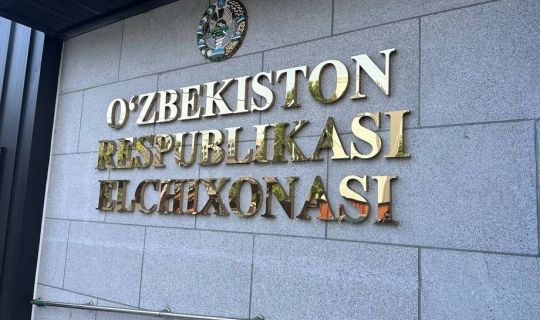 O‘ZBEKISTON
RESPUBLIKASI
ELCHIXONASI